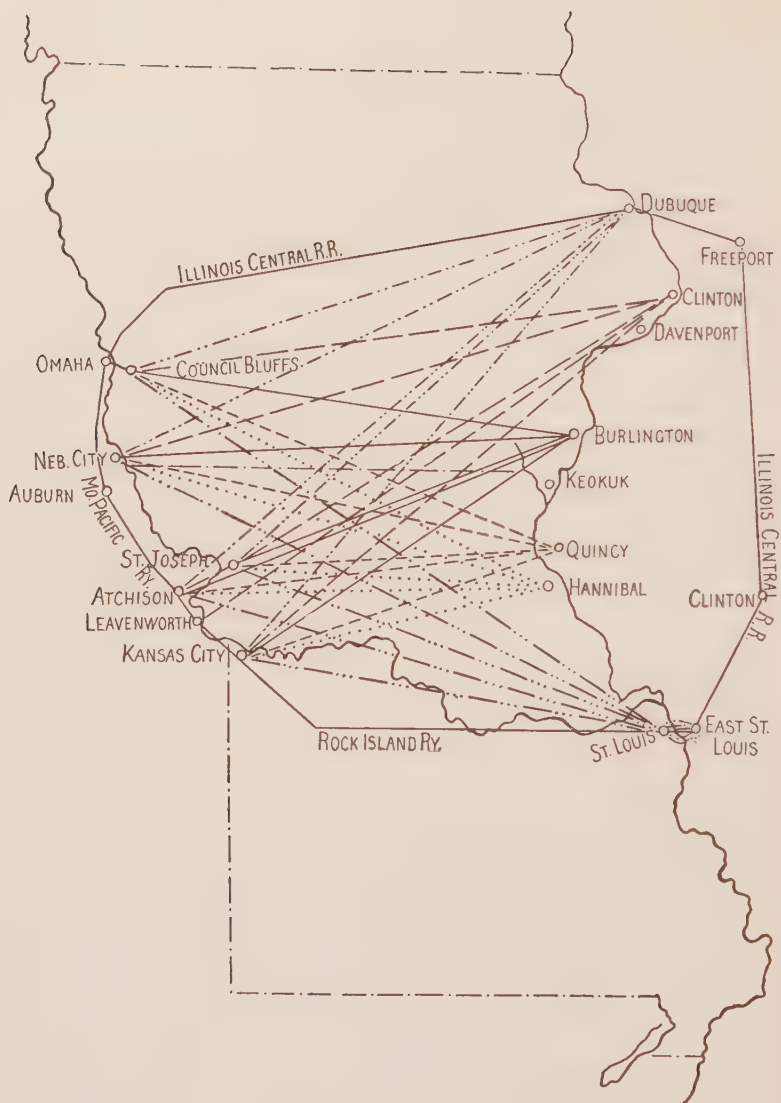 DUBUQUE
ILLINOIS CENTRAL R.R.
FREEPORT
CLINTON
DAVENPORT
OMAHA
COUNCIL BLUFFS.
BURLINGTON
NEB. CITY
KEOKUK
AUBURN
MO. PACIFIC RY.
ILLINOIS CENTRAL R.R.
QUINCY
ST. JOSEPH
HANNIBAL
ATCHISON
CLINTON
LEAVENWORTH
KANSAS CITY
ROCK ISLAND RY.
ST. LOUIS
EAST ST.
LOUIS